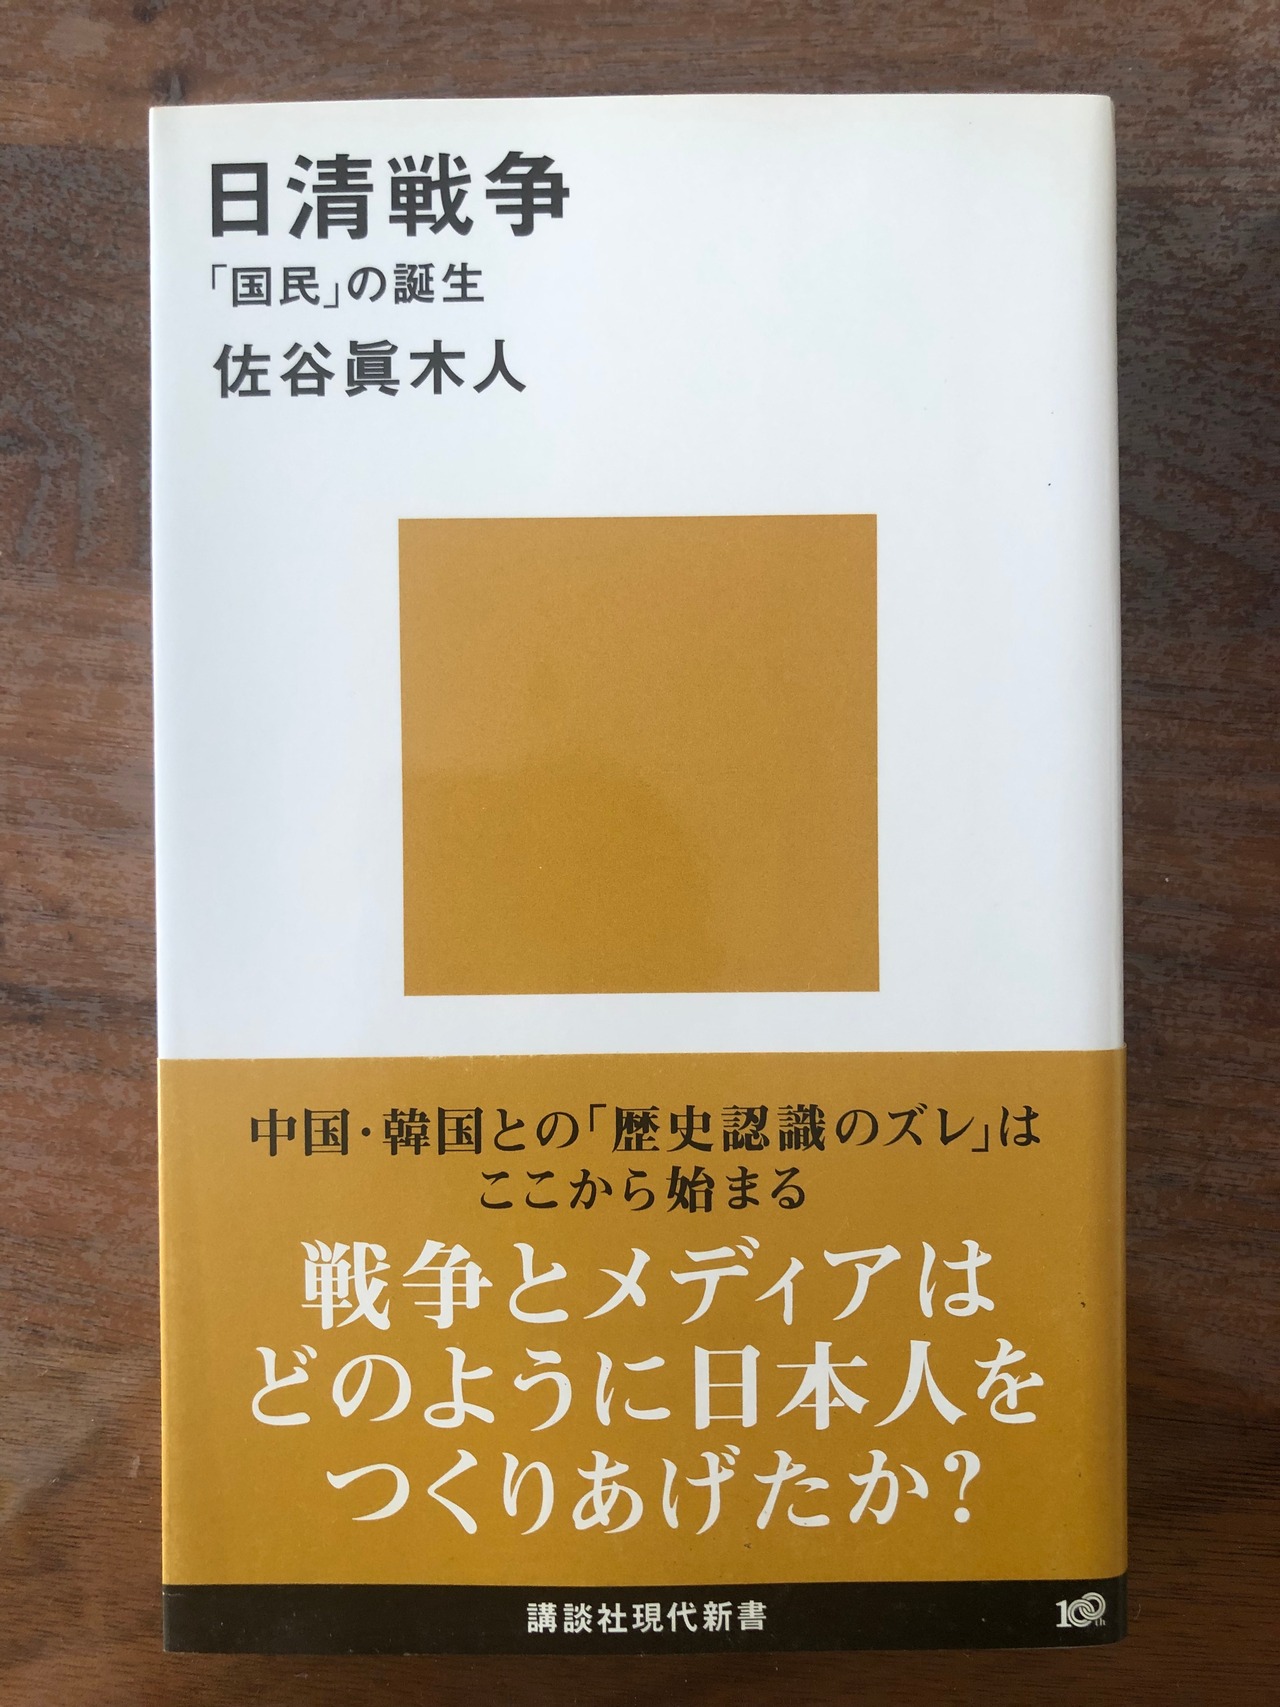 日清戦争
「国民」の誕生
佐谷眞木人
中国・韓国との「歴史認識のズレ」は
ここから始まる
戦争とメディアは
どのように日本人を
つくりあげたか?
講談社現代新書
100th